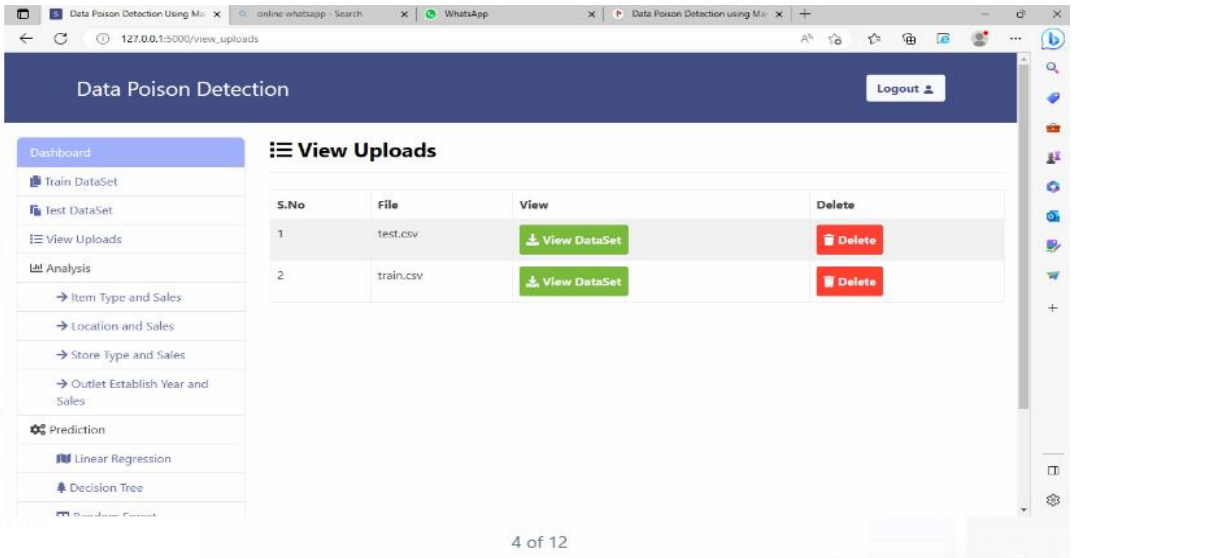 Data Poison Detection Using Ma
online whatsapp - Search
WhatsApp
Data Poison Detection using Ma
127.0.0.1:5000/view_uploads
Data Poison Detection
Logout
Dashboard
Train DataSet
Test DataSet
View Uploads
Analysis
Item Type and Sales
Location and Sales
Store Type and Sales
Outlet Establish Year and
Sales
Prediction
Linear Regression
Decision Tree
Random Forest
View Uploads
S.No File View Delete
1 test.csv View DataSet Delete
2 train.csv View DataSet Delete
4 of 12